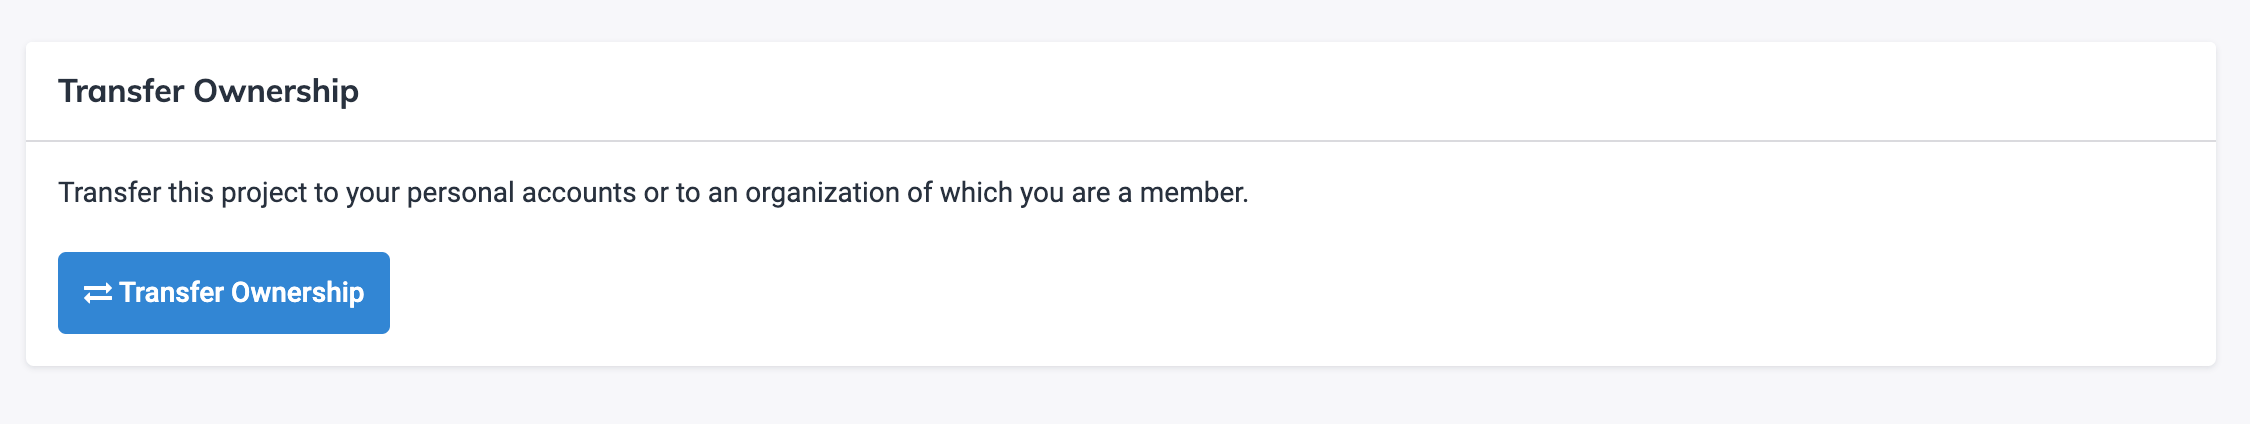 Transfer Ownership
Transfer this project to your personal accounts or to an organization of which you are a member.
Transfer Ownership